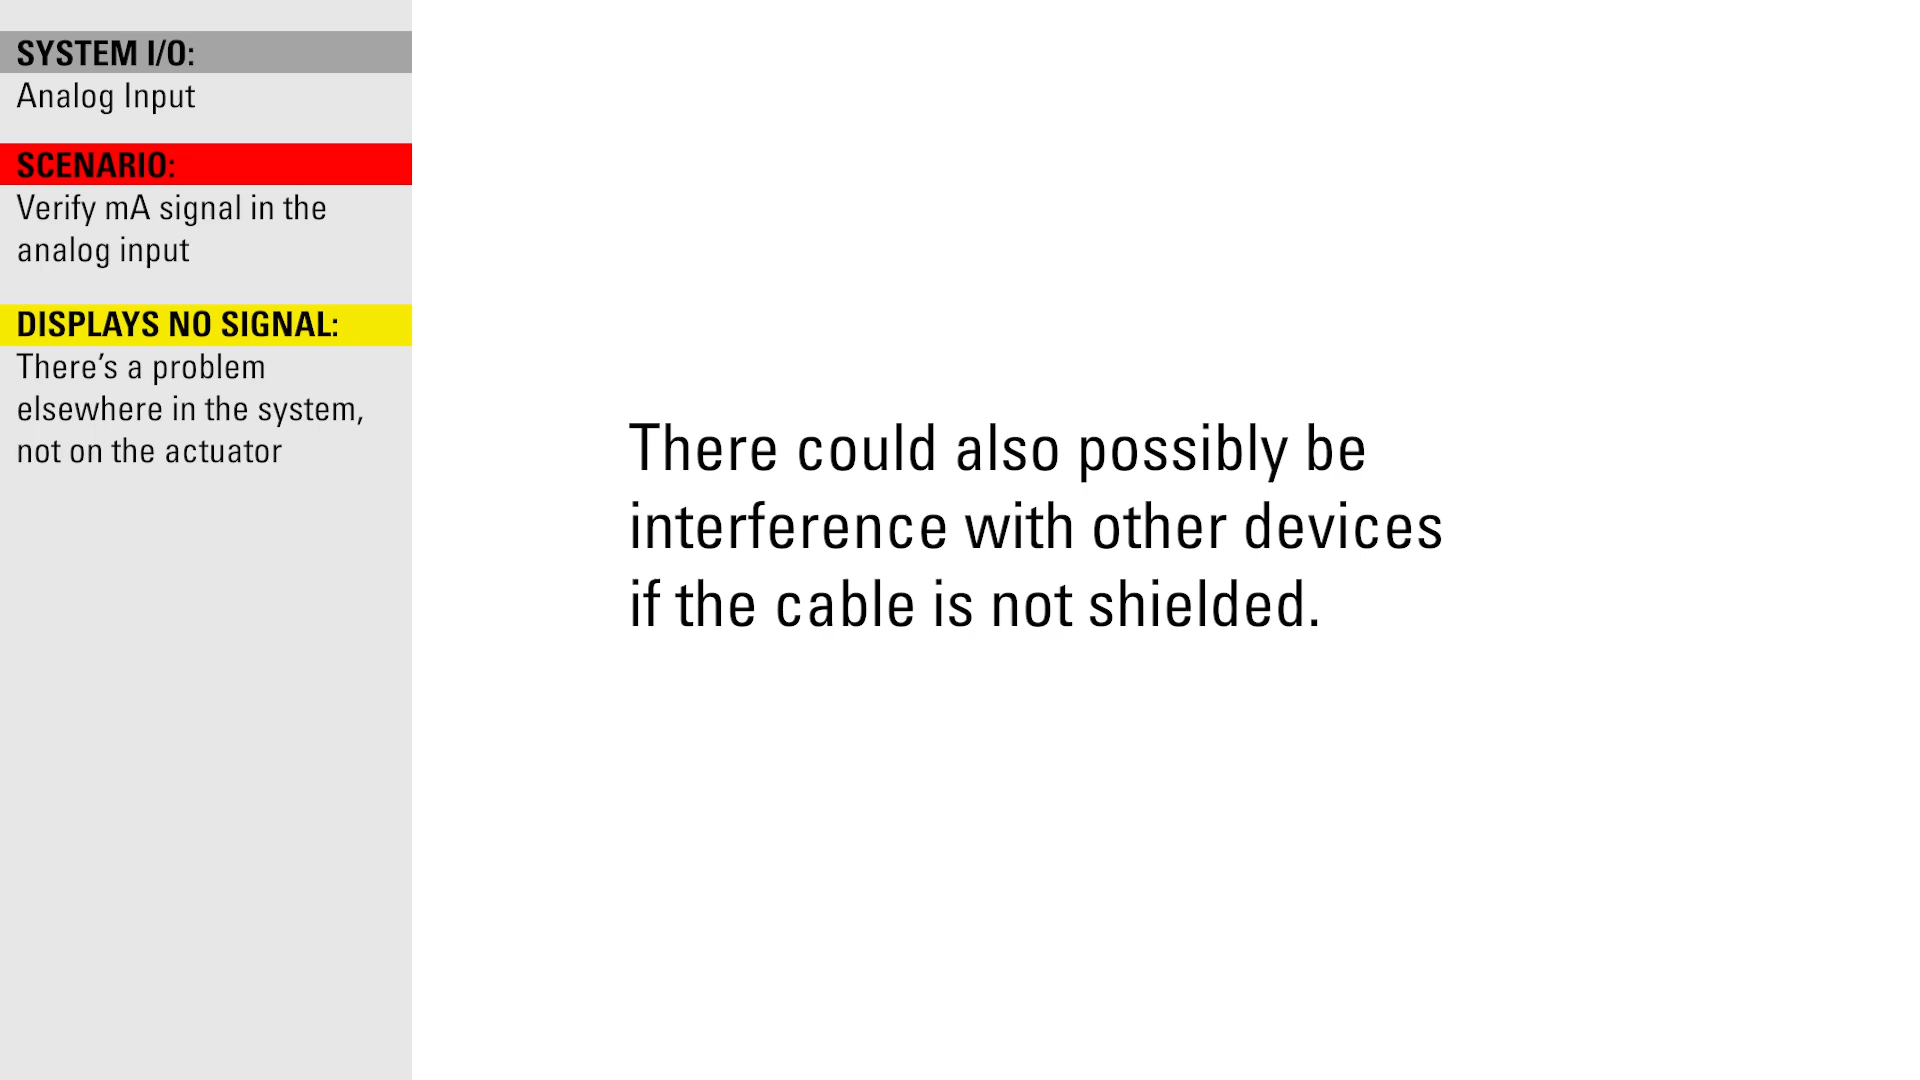 SYSTEM I/O:
Analog Input
SCENARIO:
Verify mA signal in the
analog input
DISPLAYS NO SIGNAL:
There’s a problem
elsewhere in the system,
not on the actuator
There could also possibly be
interference with other devices
if the cable is not shielded.